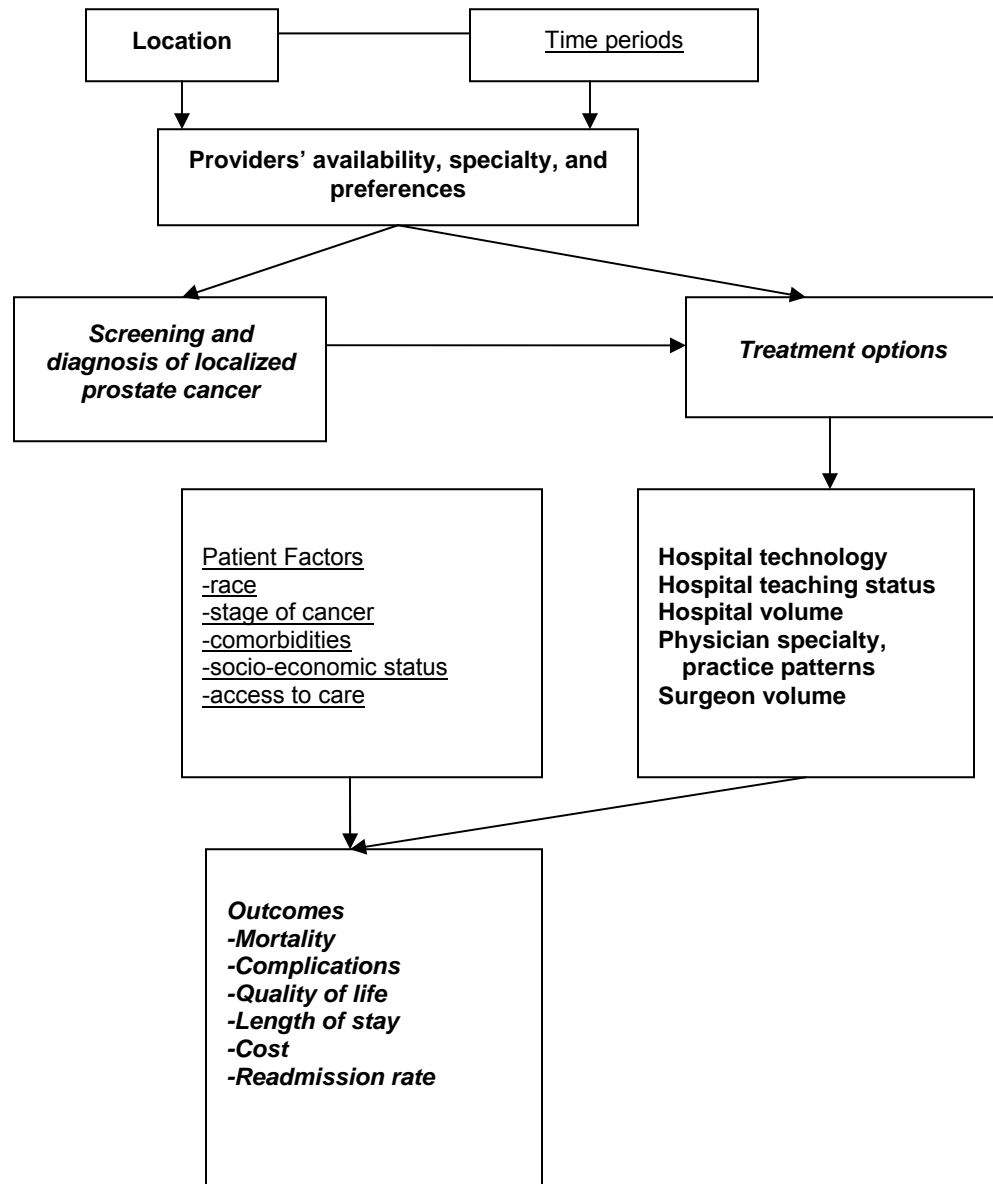 Location
Time periods
Providers’ availability, specialty, and
preferences
Screening and
diagnosis of localized
prostate cancer
Treatment options
Patient Factors
-race
-stage of cancer
-comorbidities
-socio-economic status
-access to care
Hospital technology
Hospital teaching status
Hospital volume
Physician specialty,
practice patterns
Surgeon volume
Outcomes
-Mortality
-Complications
-Quality of life
-Length of stay
-Cost
-Readmission rate